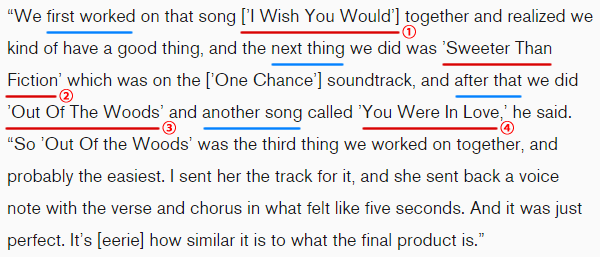 “We first worked on that song [’I Wish You Would’] together and realized we
①
kind of have a good thing, and the next thing we did was ’Sweeter Than
Fiction’ which was on the [’One Chance’] soundtrack, and after that we did
②
’Out Of The Woods’ and another song called ’You Were In Love,’ he said.
③ ④
“So ’Out Of the Woods’ was the third thing we worked on together, and
probably the easiest. I sent her the track for it, and she sent back a voice
note with the verse and chorus in what felt like five seconds. And it was just
perfect. It’s [eerie] how similar it is to what the final product is.”